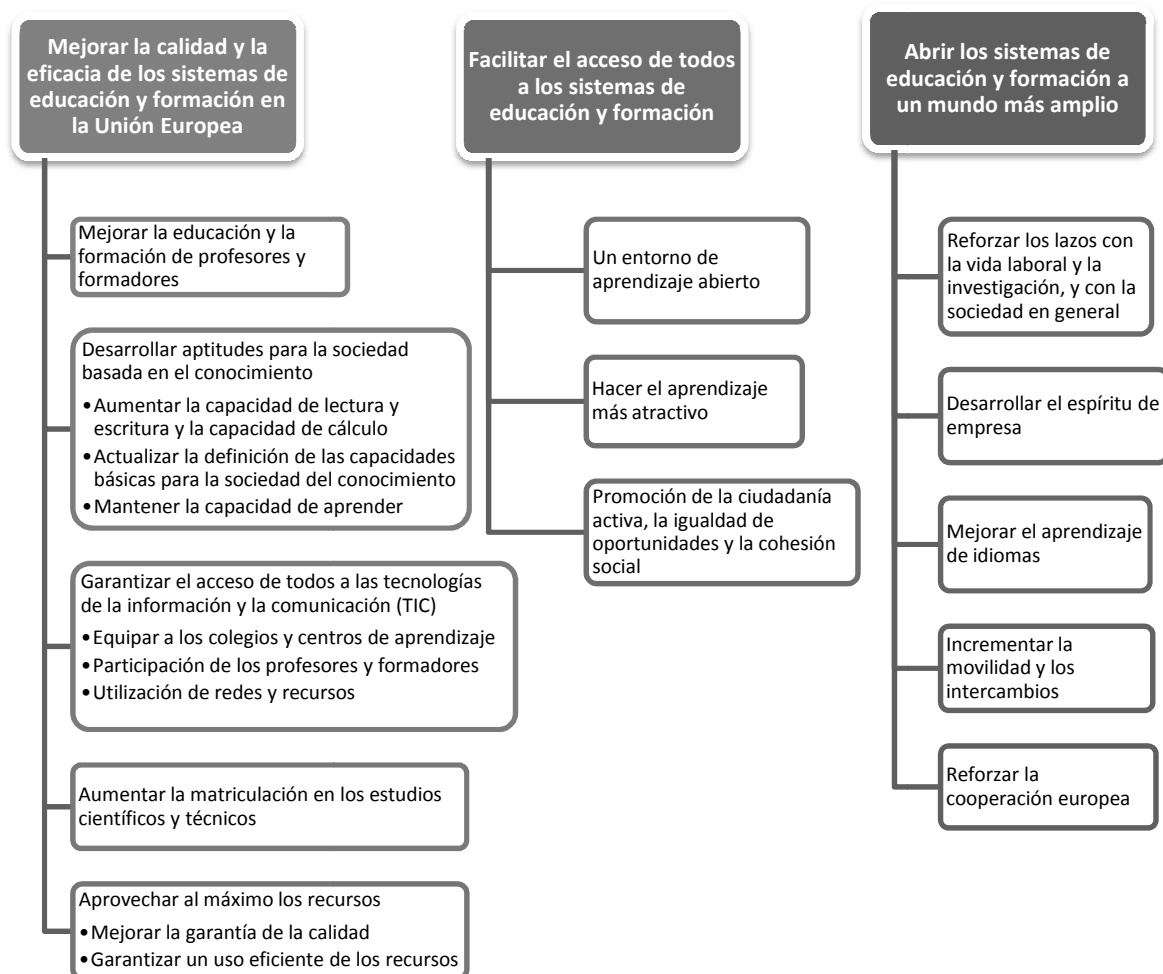 Mejorar la calidad y la
eficacia de los sistemas de
educación y formación en
la Unión Europea
Mejorar la educación y la
formación de profesores y
formadores
Desarrollar aptitudes para la sociedad
basada en el conocimiento
•Aumentar la capacidad de lectura y
escritura y la capacidad de cálculo
•Actualizar la definición de las capacidades
básicas para la sociedad del conocimiento
•Mantener la capacidad de aprender
Garantizar el acceso de todos a las tecnologías
de la información y la comunicación (TIC)
•Equipar a los colegios y centros de aprendizaje
•Participación de los profesores y formadores
•Utilización de redes y recursos
Aumentar la matriculación en los estudios
científicos y técnicos
Aprovechar al máximo los recursos
•Mejorar la garantía de la calidad
•Garantizar un uso eficiente de los recursos
Facilitar el acceso de todos
a los sistemas de
educación y formación
Un entorno de
aprendizaje abierto
Hacer el aprendizaje
más atractivo
Promoción de la ciudadanía
activa, la igualdad de
oportunidades y la cohesión
social
Abrir los sistemas de
educación y formación a
un mundo más amplio
Reforzar los lazos con
la vida laboral y la
investigación, y con la
sociedad en general
Desarrollar el espíritu de
empresa
Mejorar el aprendizaje
de idiomas
Incrementar la
movilidad y los
intercambios
Reforzar la
cooperación europea